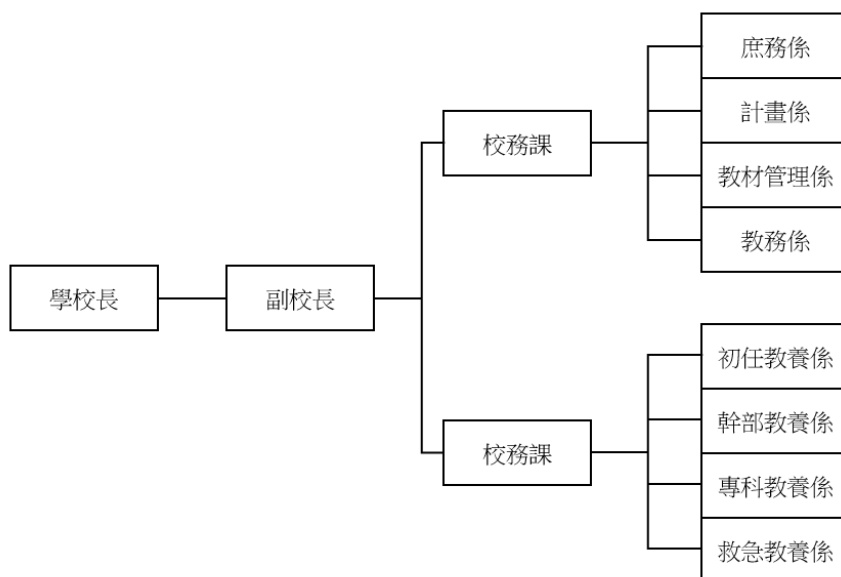 學校長
副校長
校務課
庶務係
計畫係
教材管理係
教務係
校務課
初任教養係
幹部教養係
專科教養係
救急教養係